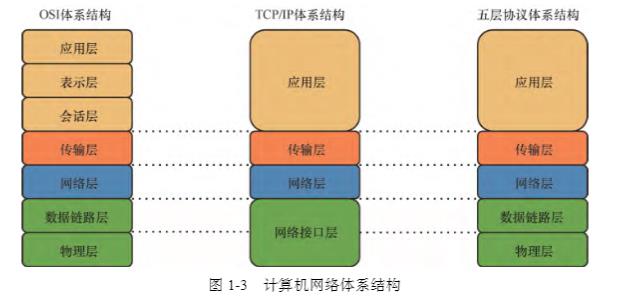 OSI体系结构
TCP/IP体系结构
五层协议体系结构
应用层
表示层
会话层
传输层
网络层
数据链路层
物理层
应用层
传输层
网络层
网络接口层
应用层
传输层
网络层
数据链路层
物理层
图 1-3 计算机网络体系结构